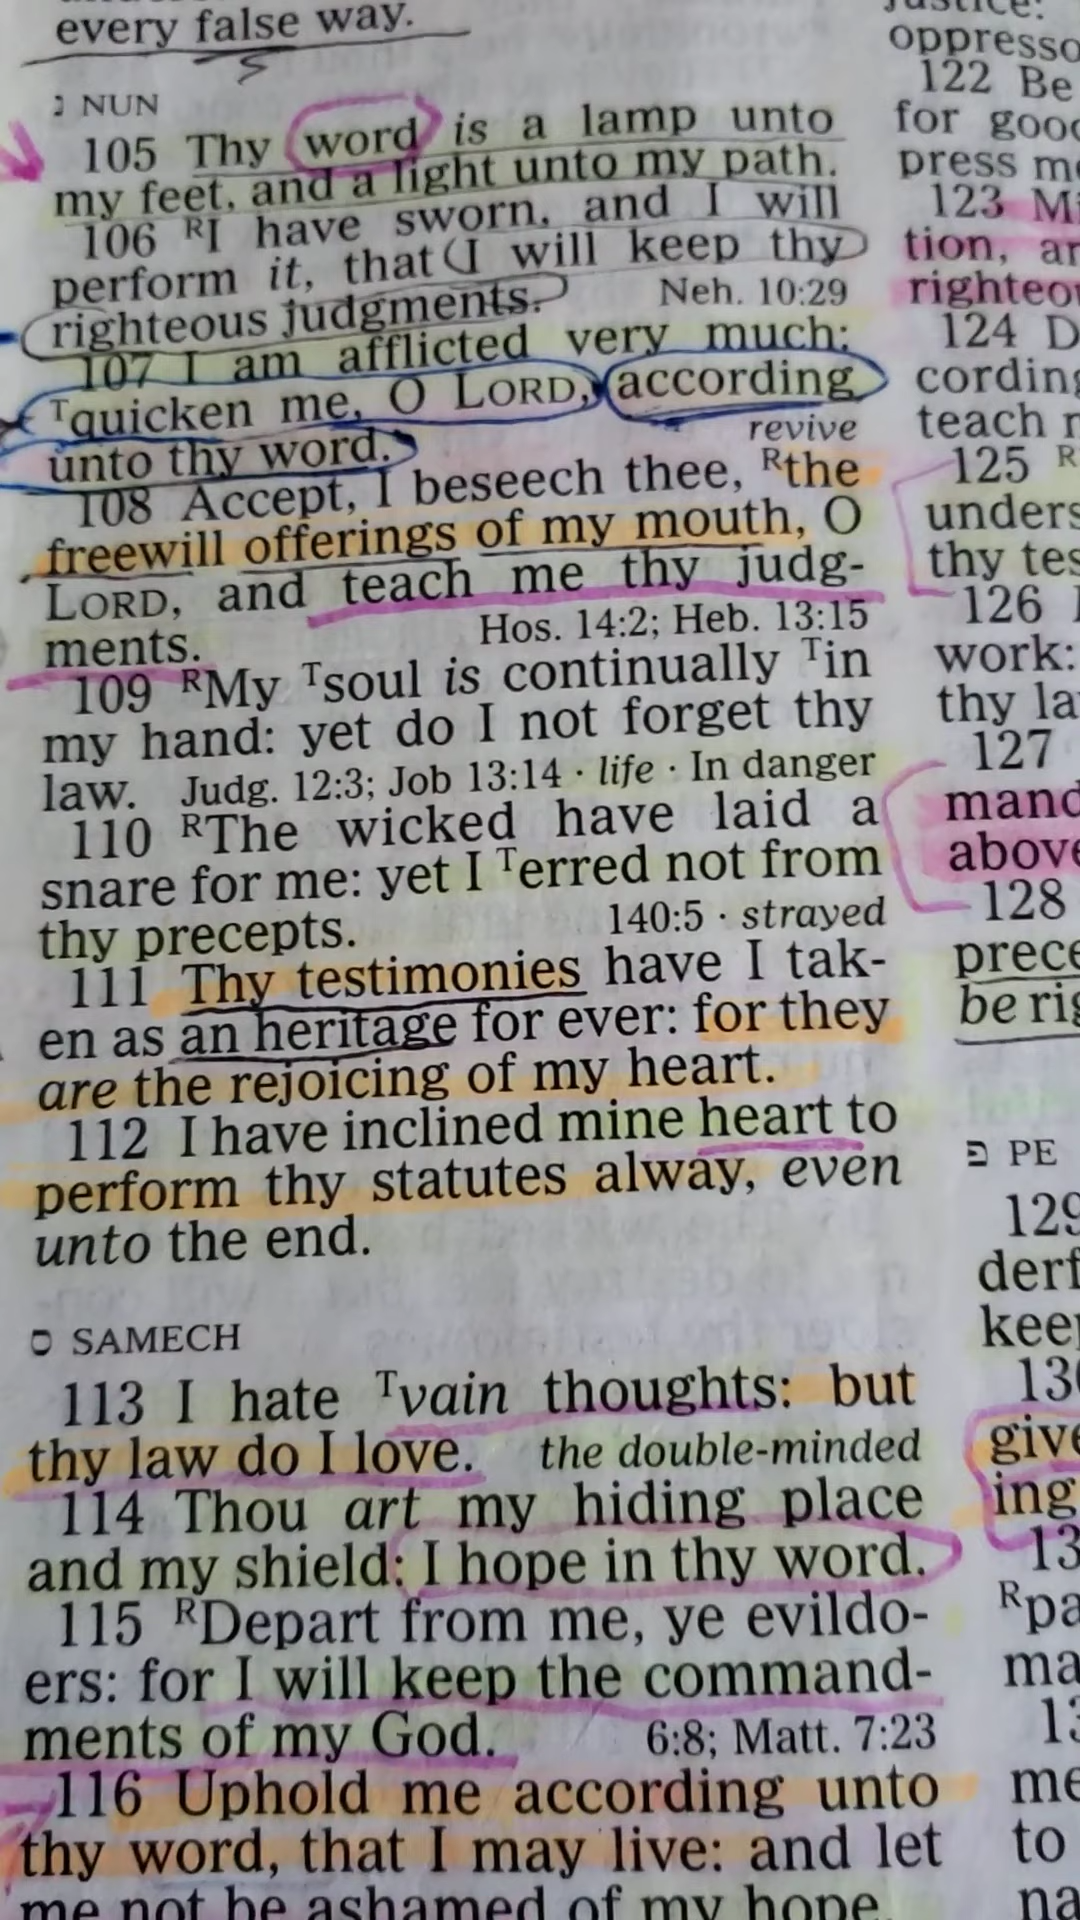 every false way.
נ NUN
105 Thy word is a lamp unto
my feet, and a light unto my path.
106 ᴿI have sworn, and I will
perform it, that I will keep thy
righteous judgments. Neh. 10:29
107 I am afflicted very much:
ᵀquicken me, O LORD, according
unto thy word. revive
108 Accept, I beseech thee, ᴿthe
freewill offerings of my mouth, O
LORD, and teach me thy judg-
ments. Hos. 14:2; Heb. 13:15
109 ᴿMy ᵀsoul is continually ᵀin
my hand: yet do I not forget thy
law. Judg. 12:3; Job 13:14 · life · In danger
110 ᴿThe wicked have laid a
snare for me: yet I ᵀerred not from
thy precepts. 140:5 · strayed
111 Thy testimonies have I tak-
en as an heritage for ever: for they
are the rejoicing of my heart.
112 I have inclined mine heart to
perform thy statutes alway, even
unto the end.
ס SAMECH
113 I hate ᵀvain thoughts: but
thy law do I love. the double-minded
114 Thou art my hiding place
and my shield: I hope in thy word.
115 ᴿDepart from me, ye evildo-
ers: for I will keep the command-
ments of my God. 6:8; Matt. 7:23
116 Uphold me according unto
thy word, that I may live: and let
me not be ashamed of my hope.
justice:
oppresso
122 Be
for good
press me
123 Mi
tion, an
righteou
124 D
cording
teach
125 ᴿ
unders
thy tes
126
work:
thy la
127
mand
above
128
prece
be rig
פ PE
129
derf
keep
130
give
ing
13
ᴿpa
ma
13
me
to
na